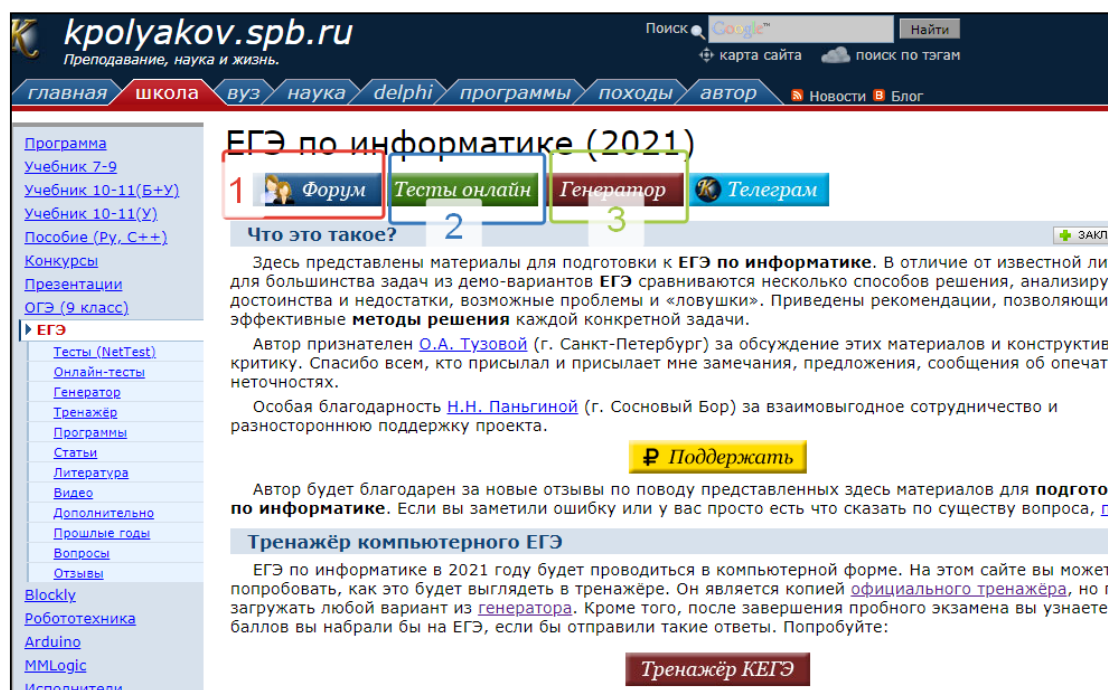 kpolyakov.spb.ru
Преподавание, наука и жизнь.
Поиск Google™ Найти
карта сайта поиск по тэгам
главная школа вуз наука delphi программы походы автор Новости Блог
Программа
Учебник 7-9
Учебник 10-11(Б+У)
Учебник 10-11(У)
Пособие (Py, C++)
Конкурсы
Презентации
ОГЭ (9 класс)
ЕГЭ
Тесты (NetTest)
Онлайн-тесты
Генератор
Тренажёр
Программы
Статьи
Литература
Видео
Дополнительно
Прошлые годы
Вопросы
Отзывы
Blockly
Робототехника
Arduino
MMLogic
Исполнители
ЕГЭ по информатике (2021)
1 Форум Тесты онлайн Генератор Телеграм
2 3
Что это такое? ЗАКЛ
Здесь представлены материалы для подготовки к ЕГЭ по информатике. В отличие от известной ли
для большинства задач из демо-вариантов ЕГЭ сравниваются несколько способов решения, анализиру
достоинства и недостатки, возможные проблемы и «ловушки». Приведены рекомендации, позволяющи
эффективные методы решения каждой конкретной задачи.
Автор признателен О.А. Тузовой (г. Санкт-Петербург) за обсуждение этих материалов и конструктив
критику. Спасибо всем, кто присылал и присылает мне замечания, предложения, сообщения об опечат
неточностях.
Особая благодарность Н.Н. Паньгиной (г. Сосновый Бор) за взаимовыгодное сотрудничество и
разностороннюю поддержку проекта.
₽ Поддержать
Автор будет благодарен за новые отзывы по поводу представленных здесь материалов для подгото
по информатике. Если вы заметили ошибку или у вас просто есть что сказать по существу вопроса,
Тренажёр компьютерного ЕГЭ
ЕГЭ по информатике в 2021 году будет проводиться в компьютерной форме. На этом сайте вы может
попробовать, как это будет выглядеть в тренажёре. Он является копией официального тренажёра, но
загружать любой вариант из генератора. Кроме того, после завершения пробного экзамена вы узнаете
баллов вы набрали бы на ЕГЭ, если бы отправили такие ответы. Попробуйте:
Тренажёр КЕГЭ